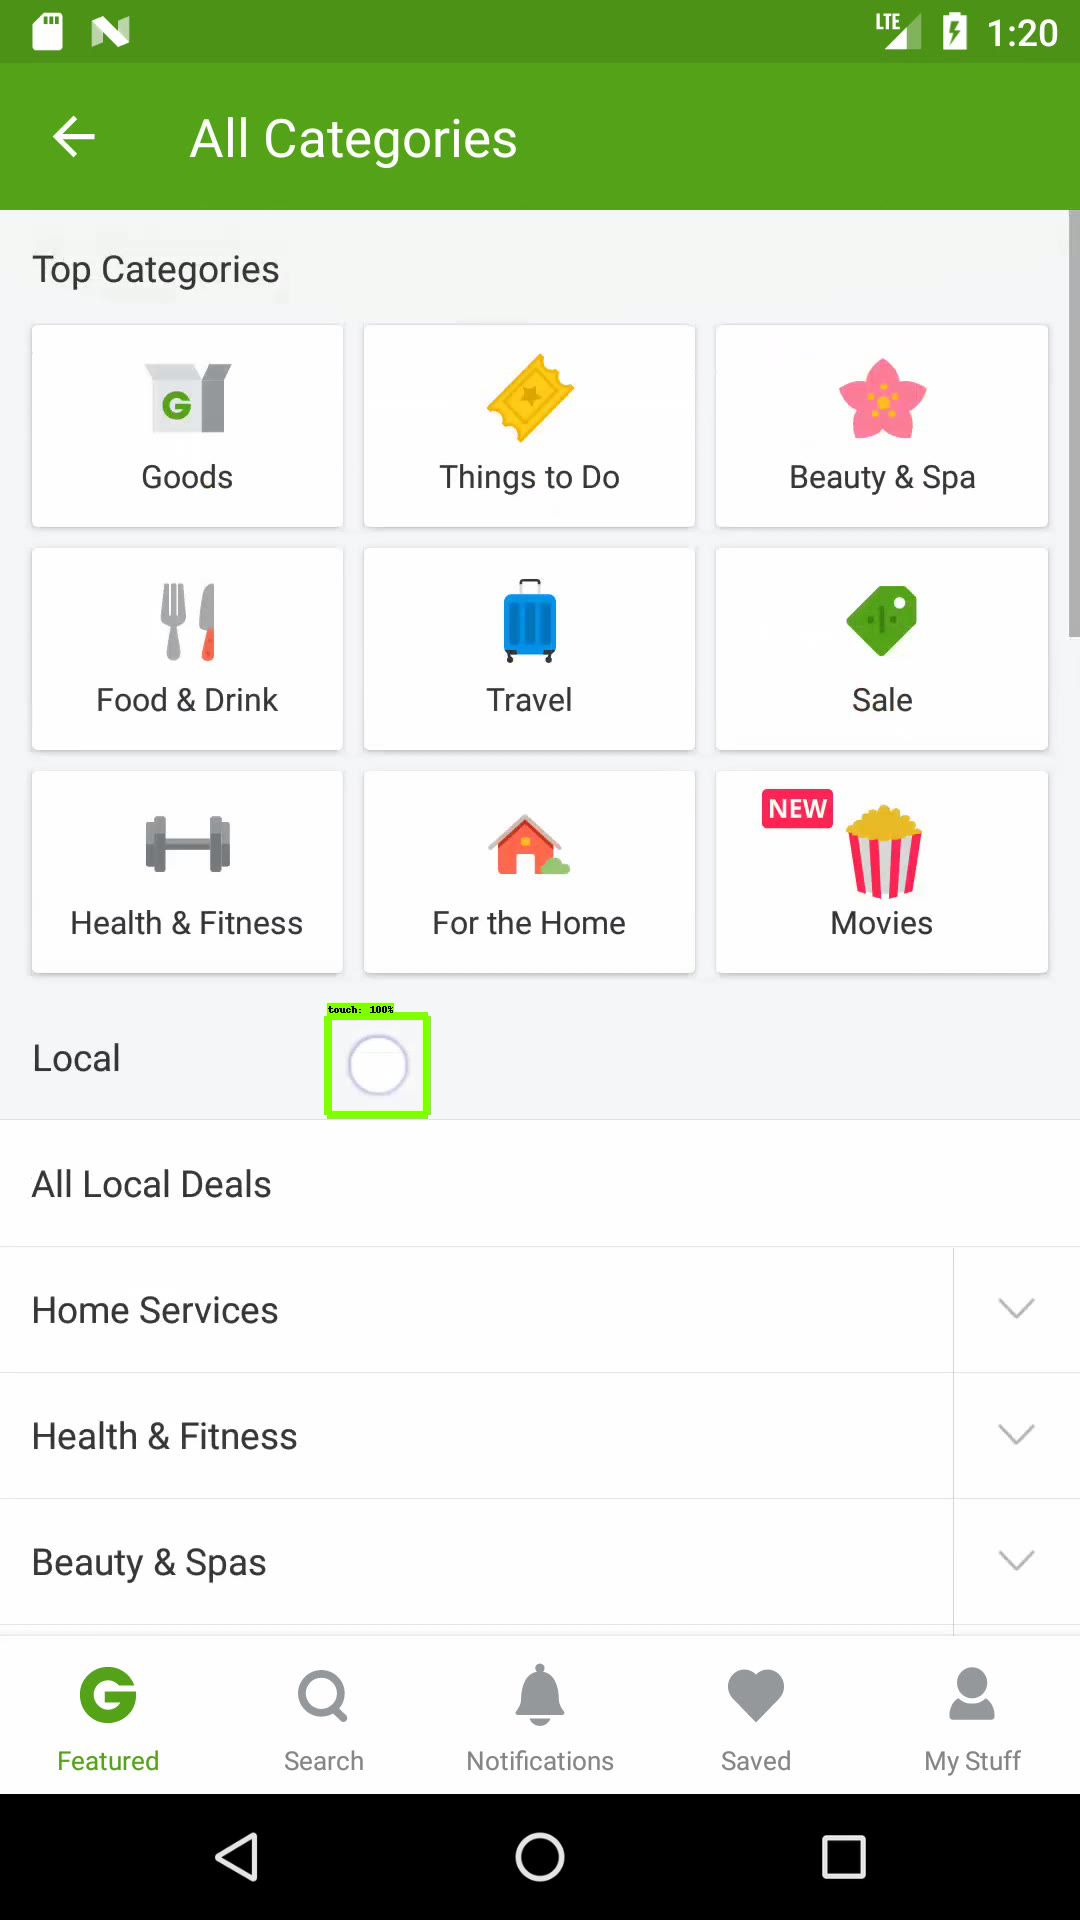 LTE 1:20
All Categories
Top Categories
G
Goods
Things to Do
Beauty & Spa
Food & Drink
Travel
Sale
Health & Fitness
For the Home
NEW
Movies
touch: 100%
Local
All Local Deals
Home Services
Health & Fitness
Beauty & Spas
G
Featured
Search
Notifications
Saved
My Stuff